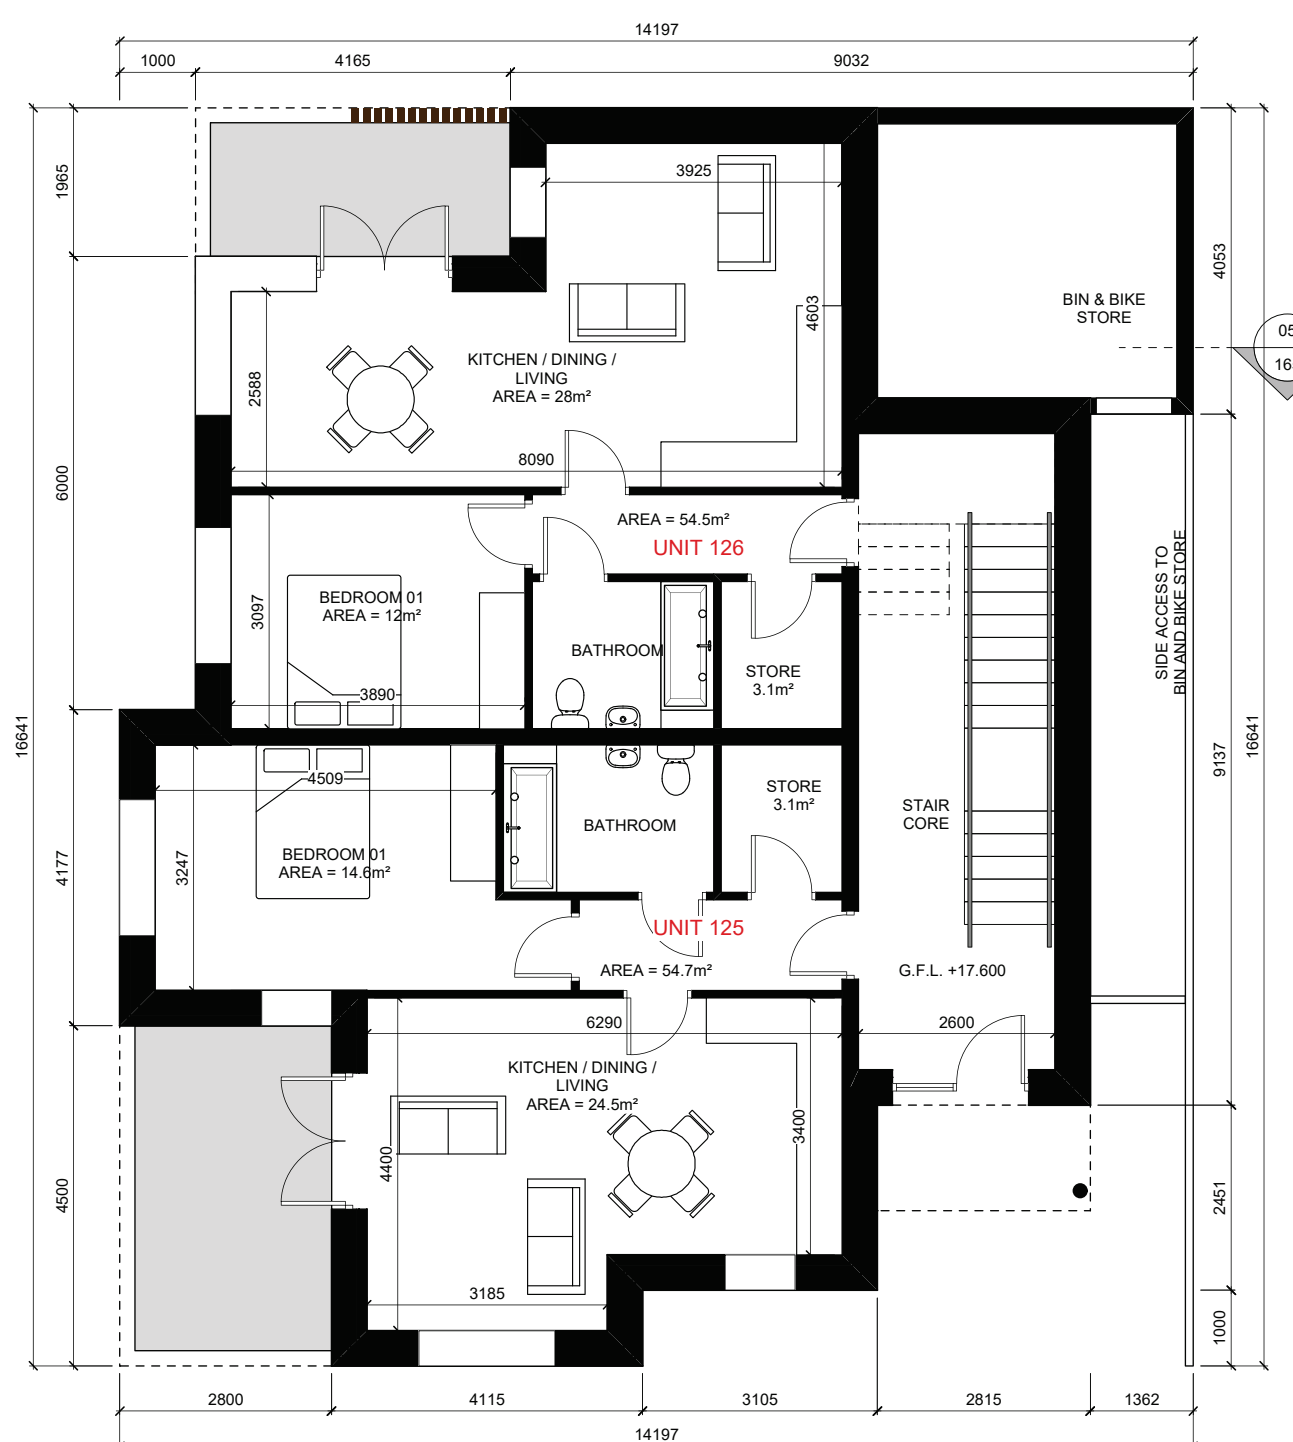 14197
1000
4165
9032
1965
3925
4603
4053
BIN & BIKE
STORE
05
16
KITCHEN / DINING /
LIVING
AREA = 28m²
2588
8090
6000
AREA = 54.5m²
UNIT 126
BEDROOM 01
AREA = 12m²
3097
3890
BATHROOM
STORE
3.1m²
SIDE ACCESS TO
BIN AND BIKE STORE
16641
16641
9137
4509
STORE
3.1m²
BATHROOM
STAIR
CORE
BEDROOM 01
AREA = 14.6m²
3247
4177
UNIT 125
AREA = 54.7m²
G.F.L. +17.600
6290
2600
KITCHEN / DINING /
LIVING
AREA = 24.5m²
3400
4400
4500
2451
3185
1000
2800
4115
3105
2815
1362
14197